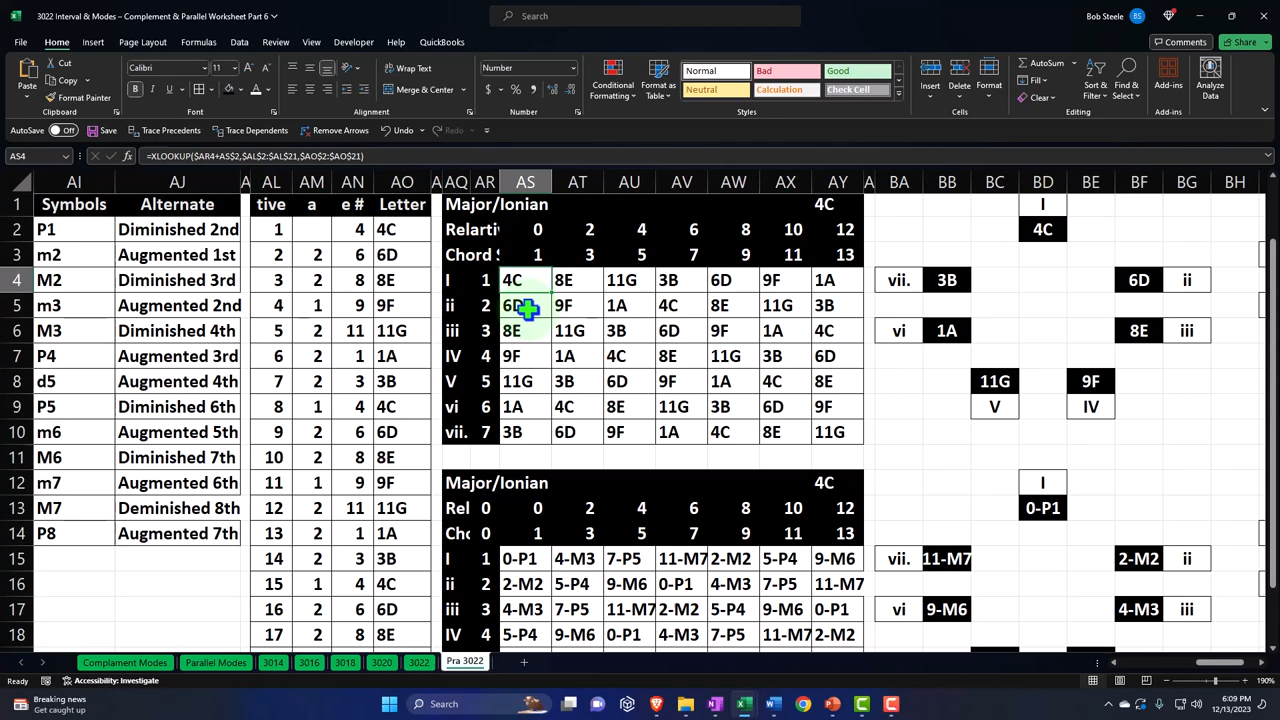 3022 Interval & Modes – Complement & Parallel Worksheet Part 6
Search
Bob Steele BS
File Home Insert Page Layout Formulas Data Review View Developer Help QuickBooks Comments Share
Cut Copy Format Painter Paste Clipboard
Calibri 11 Font
Wrap Text Merge & Center Alignment
Number Number
Conditional Formatting Format as Table Normal Bad Good Neutral Calculation Check Cell Styles
Insert Delete Format Cells
AutoSum Fill Clear Sort & Filter Find & Select Editing
Add-ins Add-ins Analyze Data
AutoSave Off Save Trace Precedents Trace Dependents Remove Arrows Undo Redo
AS4 =XLOOKUP($AR4+AS$2,$AL$2:$AL$21,$AO$2:$AO$21)
AI AJ A AL AM AN AO A AQ AR AS AT AU AV AW AX AY A BA BB BC BD BE BF BG BH
1 Symbols Alternate tive a e # Letter Major/Ionian 4C I
2 P1 Diminished 2nd 1 4 4C Relarti 0 2 4 6 8 10 12 4C
3 m2 Augmented 1st 2 2 6 6D Chord S 1 3 5 7 9 11 13
4 M2 Diminished 3rd 3 2 8 8E I 1 4C 8E 11G 3B 6D 9F 1A vii. 3B 6D ii
5 m3 Augmented 2nd 4 1 9 9F ii 2 6D 9F 1A 4C 8E 11G 3B
6 M3 Diminished 4th 5 2 11 11G iii 3 8E 11G 3B 6D 9F 1A 4C vi 1A 8E iii
7 P4 Augmented 3rd 6 2 1 1A IV 4 9F 1A 4C 8E 11G 3B 6D
8 d5 Augmented 4th 7 2 3 3B V 5 11G 3B 6D 9F 1A 4C 8E 11G 9F
9 P5 Diminished 6th 8 1 4 4C vi 6 1A 4C 8E 11G 3B 6D 9F V IV
10 m6 Augmented 5th 9 2 6 6D vii. 7 3B 6D 9F 1A 4C 8E 11G
11 M6 Diminished 7th 10 2 8 8E
12 m7 Augmented 6th 11 1 9 9F Major/Ionian 4C I
13 M7 Deminished 8th 12 2 11 11G Rel 0 0 2 4 6 8 10 12 0-P1
14 P8 Augmented 7th 13 2 1 1A Cho 0 1 3 5 7 9 11 13
15 14 2 3 3B I 1 0-P1 4-M3 7-P5 11-M7 2-M2 5-P4 9-M6 vii. 11-M7 2-M2 ii
16 15 1 4 4C ii 2 2-M2 5-P4 9-M6 0-P1 4-M3 7-P5 11-M7
17 16 2 6 6D iii 3 4-M3 7-P5 11-M7 2-M2 5-P4 9-M6 0-P1 vi 9-M6 4-M3 iii
18 17 2 8 8E IV 4 5-P4 9-M6 0-P1 4-M3 7-P5 11-M7 2-M2
Complament Modes Parallel Modes 3014 3016 3018 3020 3022 Pra 3022
Ready Accessibility: Investigate 190%
Breaking news
Get caught up
Search
6:09 PM
12/13/2023